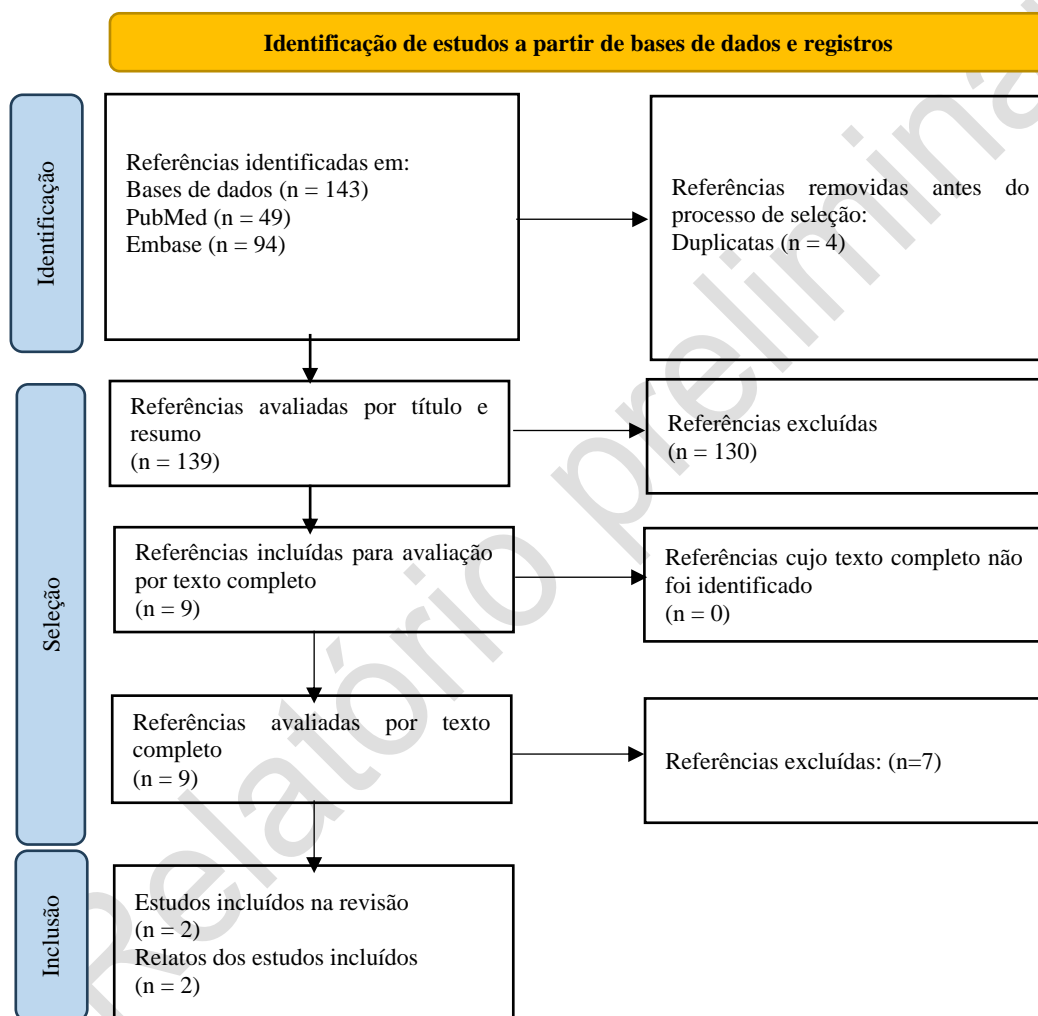 Identificação de estudos a partir de bases de dados e registros
Identificação
Referências identificadas em:
Bases de dados (n = 143)
PubMed (n = 49)
Embase (n = 94)
Referências removidas antes do
processo de seleção:
Duplicatas (n = 4)
Seleção
Referências avaliadas por título e
resumo
(n = 139)
Referências excluídas
(n = 130)
Referências incluídas para avaliação
por texto completo
(n = 9)
Referências cujo texto completo não
foi identificado
(n = 0)
Referências avaliadas por texto
completo
(n = 9)
Referências excluídas: (n=7)
Inclusão
Estudos incluídos na revisão
(n = 2)
Relatos dos estudos incluídos
(n = 2)
Relatório prelimina